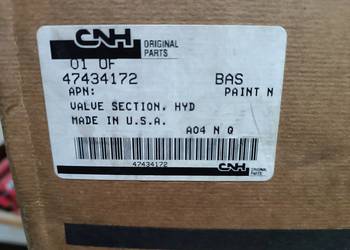 CNH ORIGINAL
PARTS
01 OF
47434172 BAS
APN: PAINT N
VALVE SECTION, HYD
MADE IN U.S.A.
A04 N Q
47434172
CNH ORIGINAL
PARTS